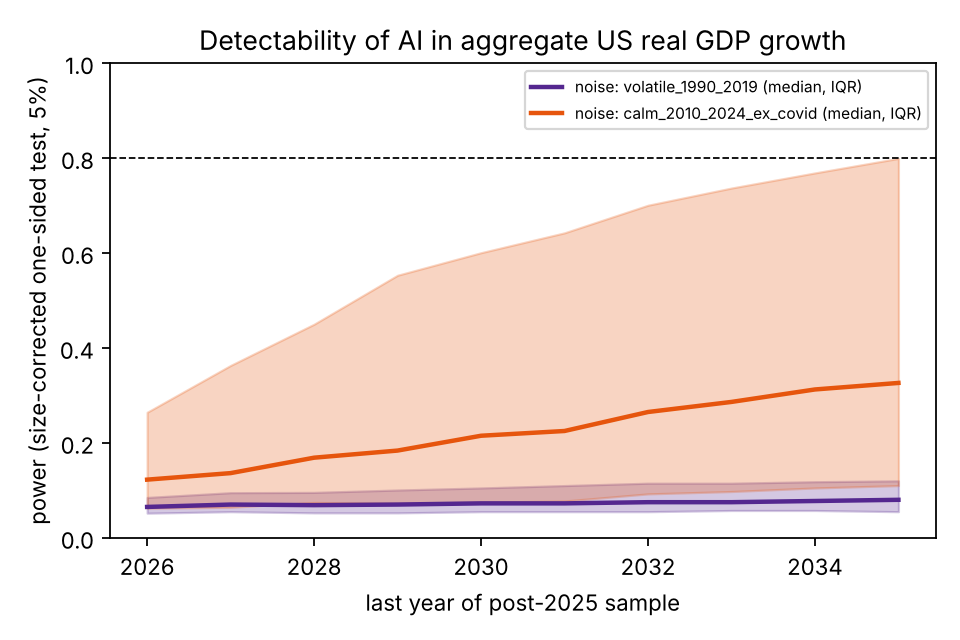 Detectability of AI in aggregate US real GDP growth
noise: volatile_1990_2019 (median, IQR)
noise: calm_2010_2024_ex_covid (median, IQR)
power (size-corrected one-sided test, 5%)
1.0
0.8
0.6
0.4
0.2
0.0
2026 2028 2030 2032 2034
last year of post-2025 sample